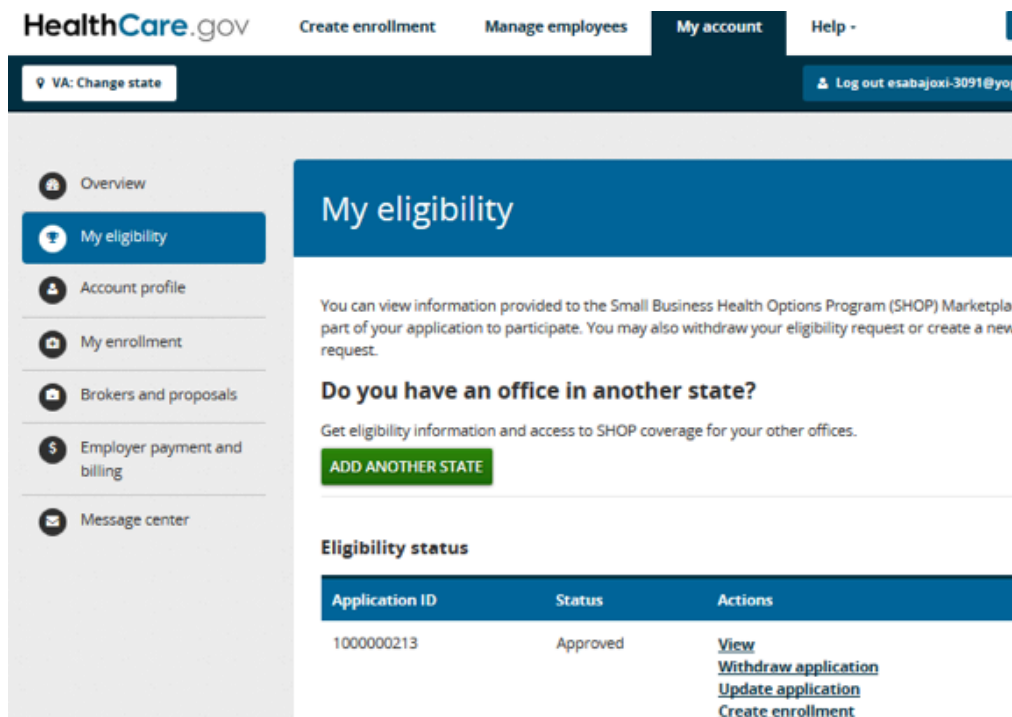 HealthCare.gov Create enrollment Manage employees My account Help -
VA: Change state
Log out esabajoxi-3091@yop
Overview
My eligibility
Account profile
My enrollment
Brokers and proposals
Employer payment and
billing
Message center
My eligibility
You can view information provided to the Small Business Health Options Program (SHOP) Marketpla
part of your application to participate. You may also withdraw your eligibility request or create a new
request.
Do you have an office in another state?
Get eligibility information and access to SHOP coverage for your other offices.
ADD ANOTHER STATE
Eligibility status
Application ID Status Actions
1000000213 Approved View
Withdraw application
Update application
Create enrollment